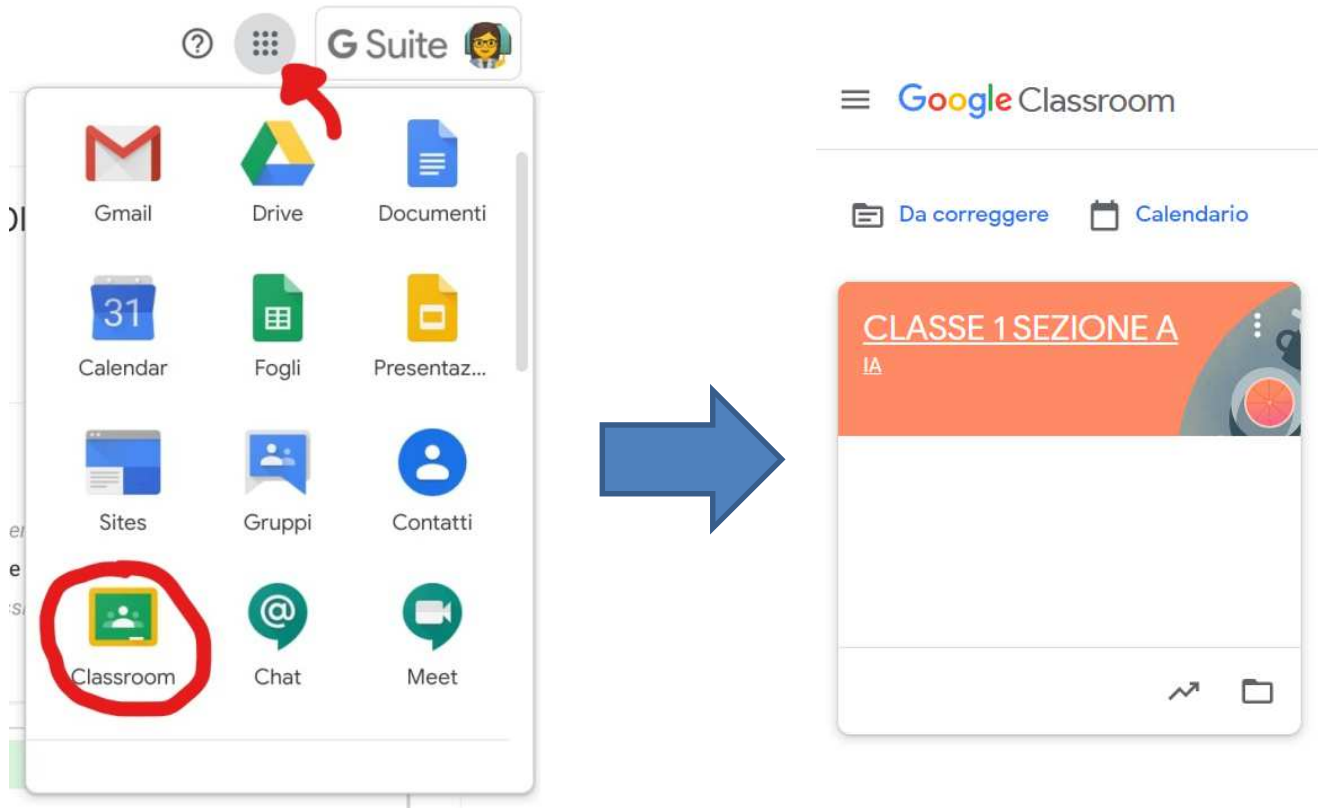 G Suite
Gmail
Drive
Documenti
31
Calendar
Fogli
Presentaz...
Sites
Gruppi
Contatti
Classroom
Chat
Meet
Google Classroom
Da correggere
Calendario
CLASSE 1 SEZIONE A
IA